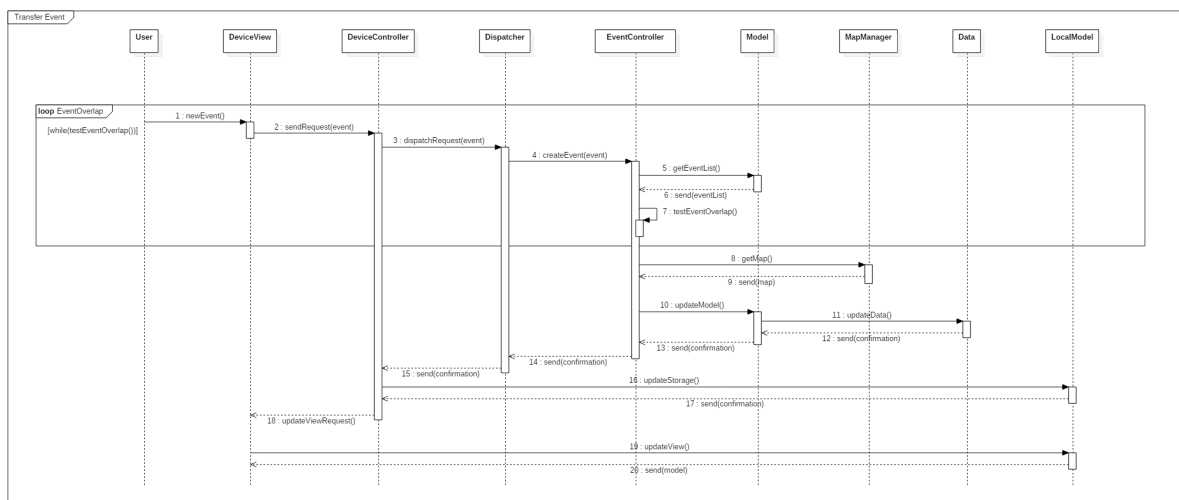 Transfer Event
User
DeviceView
DeviceController
Dispatcher
EventController
Model
MapManager
Data
LocalModel
loop EventOverlap
[while(testEventOverlap())]
1 : newEvent()
2 : sendRequest(event)
3 : dispatchRequest(event)
4 : createEvent(event)
5 : getEventList()
6 : send(eventList)
7 : testEventOverlap()
8 : getMap()
9 : send(map)
10 : updateModel()
11 : updateData()
12 : send(confirmation)
13 : send(confirmation)
14 : send(confirmation)
15 : send(confirmation)
16 : updateStorage()
17 : send(confirmation)
18 : updateViewRequest()
19 : updateView()
20 : send(model)